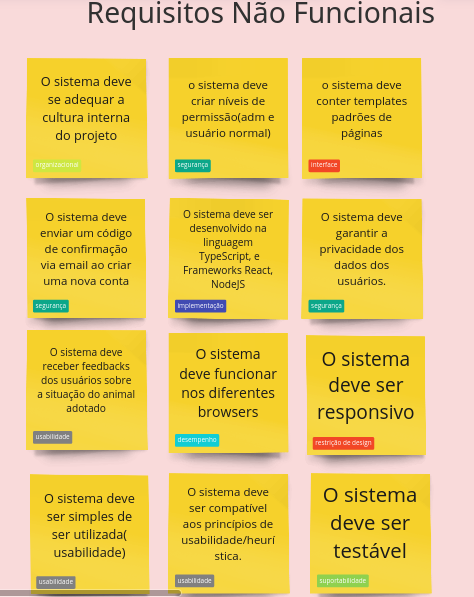 Requisitos Não Funcionais
O sistema deve
se adequar a
cultura interna
do projeto
organizacional
o sistema deve
criar níveis de
permissão(adm e
usuário normal)
segurança
o sistema deve
conter templates
padrões de
páginas
interface
O sistema deve
enviar um código
de confirmação
via email ao criar
uma nova conta
segurança
O sistema deve ser
desenvolvido na
linguagem
TypeScript, e
Frameworks React,
NodeJS
implementação
O sistema deve
garantir a
privacidade dos
dados dos
usuários.
segurança
O sistema deve
receber feedbacks
dos usuários sobre
a situação do animal
adotado
usabilidade
O sistema
deve funcionar
nos diferentes
browsers
desempenho
O sistema
deve ser
responsivo
restrição de design
O sistema deve
ser simples de
ser utilizada(
usabilidade)
usabilidade
O sistema deve
ser compatível
aos princípios de
usabilidade/heurí
stica.
usabilidade
O sistema
deve ser
testável
suportabilidade